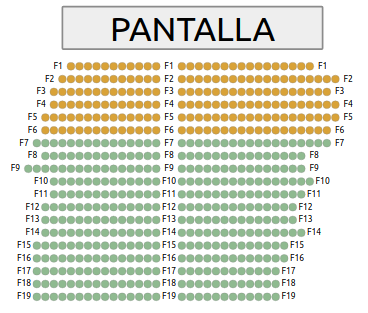 PANTALLA
F1 F1 F1
F2 F2 F2
F3 F3 F3
F4 F4 F4
F5 F5 F5
F6 F6 F6
F7 F7 F7
F8 F8 F8
F9 F9 F9
F10 F10 F10
F11 F11 F11
F12 F12 F12
F13 F13 F13
F14 F14 F14
F15 F15 F15
F16 F16 F16
F17 F17 F17
F18 F18 F18
F19 F19 F19